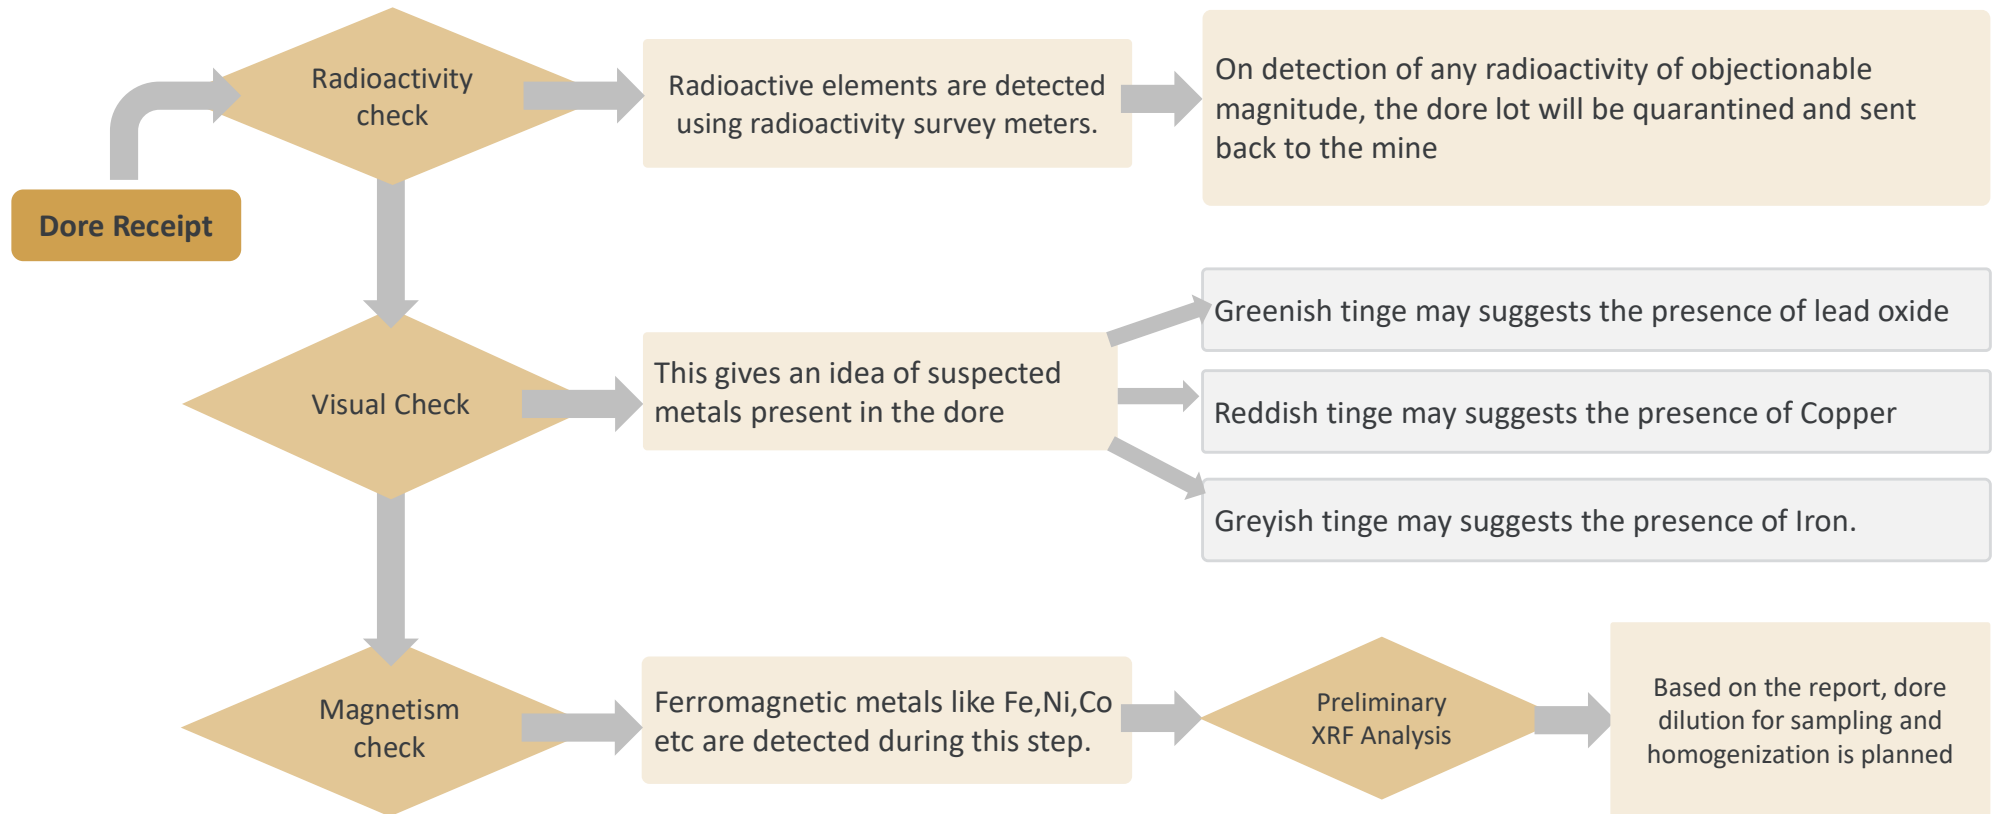 Radioactivity
check
Radioactive elements are detected
using radioactivity survey meters.
On detection of any radioactivity of objectionable
magnitude, the dore lot will be quarantined and sent
back to the mine
Dore Receipt
Visual Check
This gives an idea of suspected
metals present in the dore
Greenish tinge may suggests the presence of lead oxide
Reddish tinge may suggests the presence of Copper
Greyish tinge may suggests the presence of Iron.
Magnetism
check
Ferromagnetic metals like Fe,Ni,Co
etc are detected during this step.
Preliminary
XRF Analysis
Based on the report, dore
dilution for sampling and
homogenization is planned